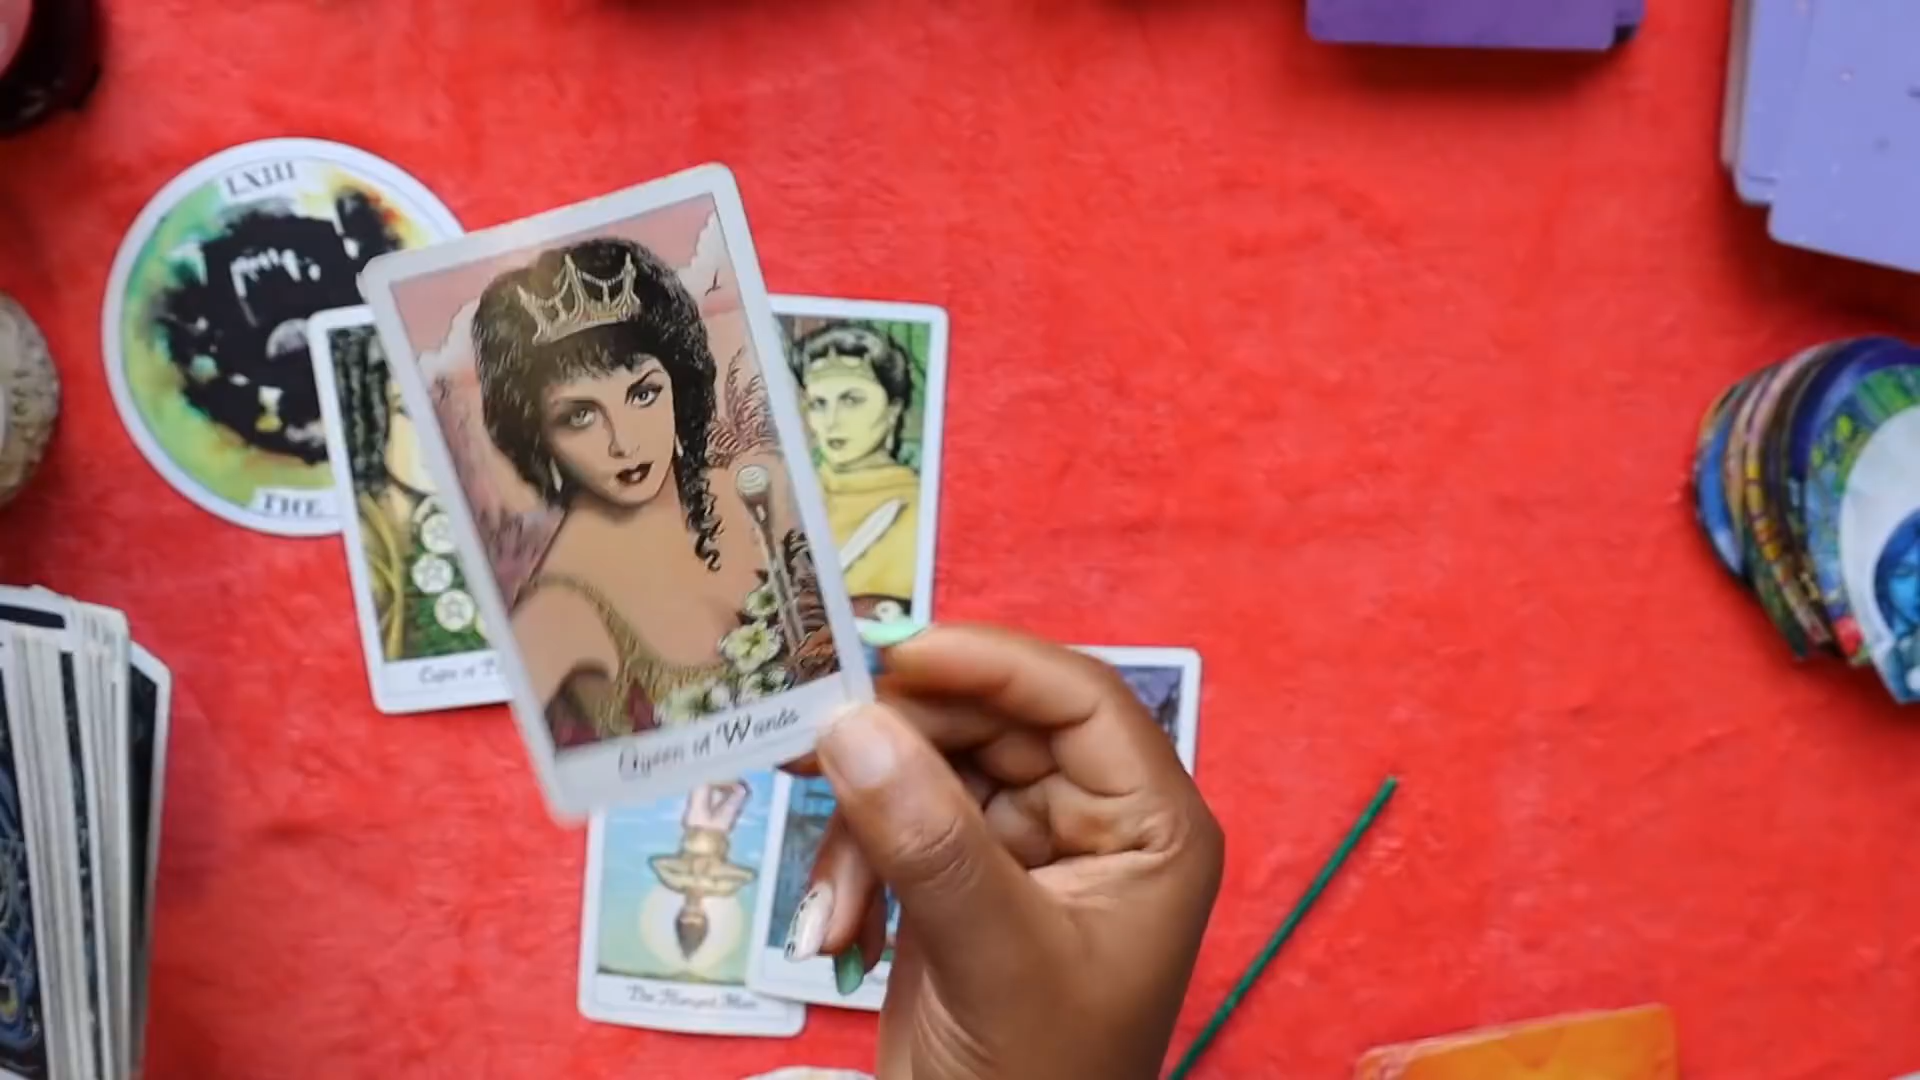 LXIII
THE
Queen of Wands
The Hanged Man